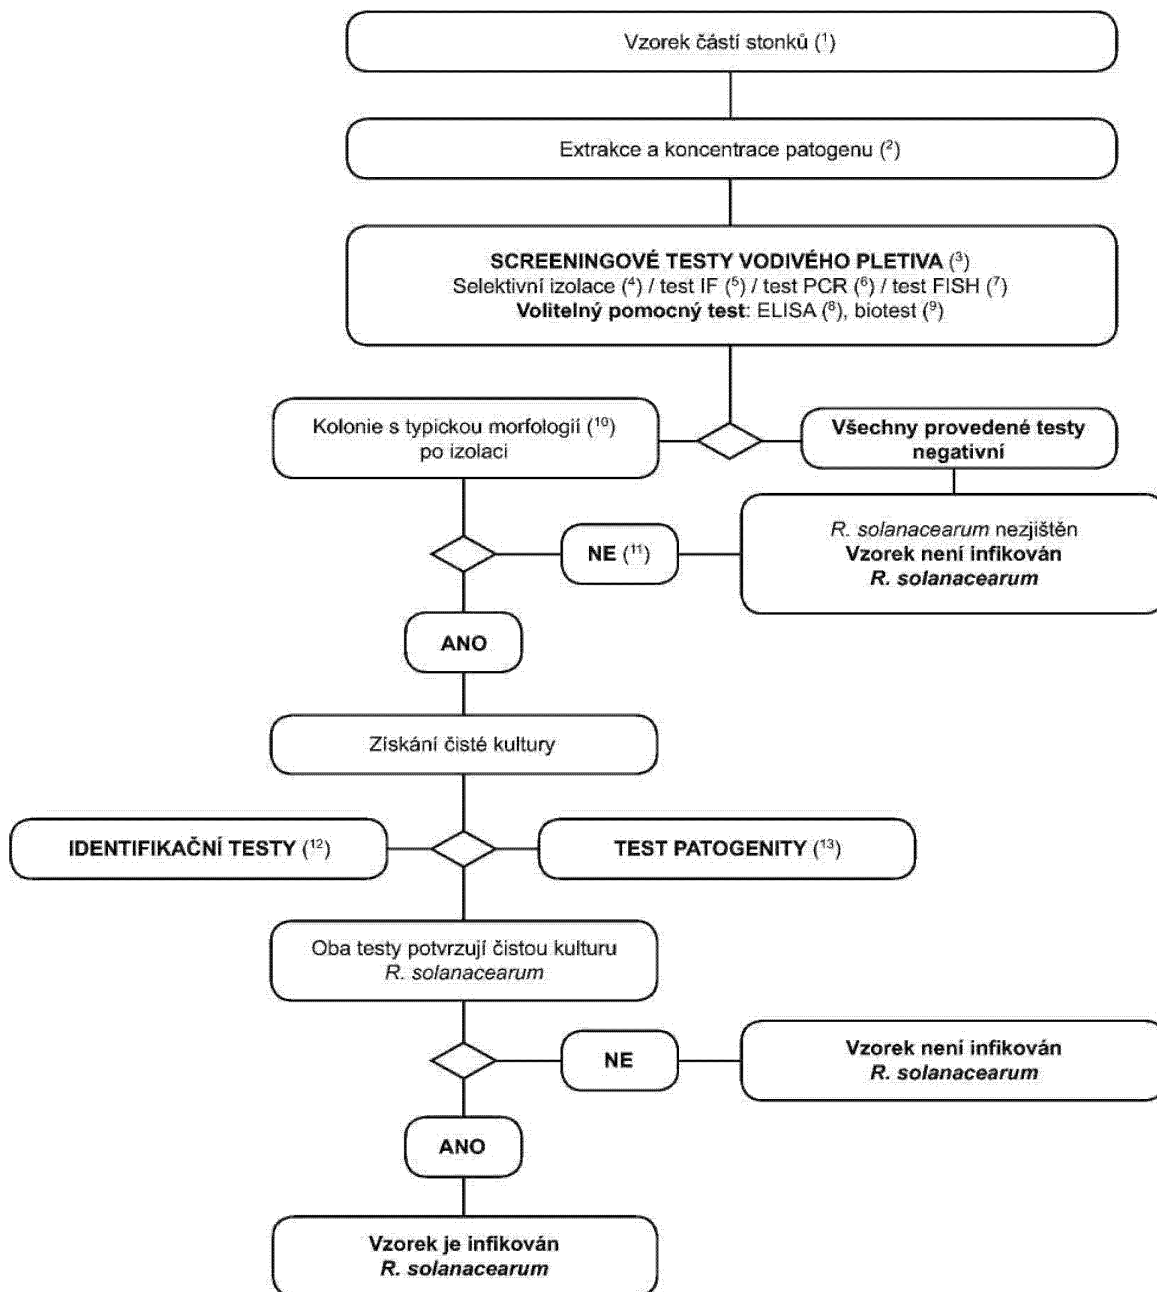 Vzorek částí stonků (¹)
Extrakce a koncentrace patogenu (²)
SCREENINGOVÉ TESTY VODIVÉHO PLETIVA (³)
Selektivní izolace (⁴) / test IF (⁵) / test PCR (⁶) / test FISH (⁷)
Volitelný pomocný test: ELISA (⁸), biotest (⁹)
Kolonie s typickou morfologií (¹⁰)
po izolaci
Všechny provedené testy
negativní
R. solanacearum nezjištěn
Vzorek není infikován
R. solanacearum
NE (¹¹)
ANO
Získání čisté kultury
IDENTIFIKAČNÍ TESTY (¹²)
TEST PATOGENITY (¹³)
Oba testy potvrzují čistou kulturu
R. solanacearum
NE
Vzorek není infikován
R. solanacearum
ANO
Vzorek je infikován
R. solanacearum